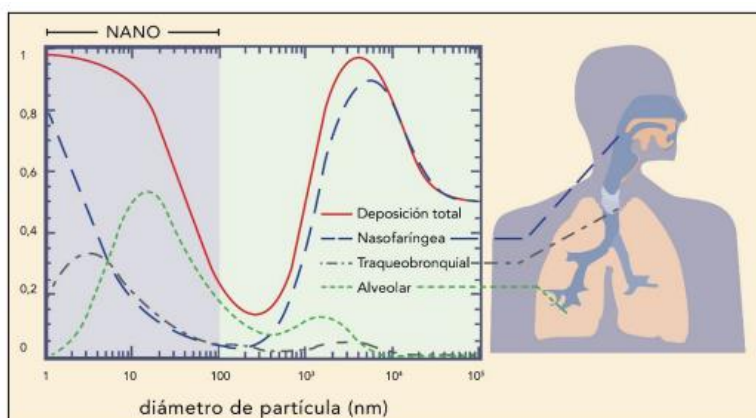 NANO
1
0,8
0,6
0,4
0,2
0
Deposición total
Nasofaríngea
Traqueobronquial
Alveolar
1 10 100 10³ 10⁴ 10⁵
diámetro de partícula (nm)